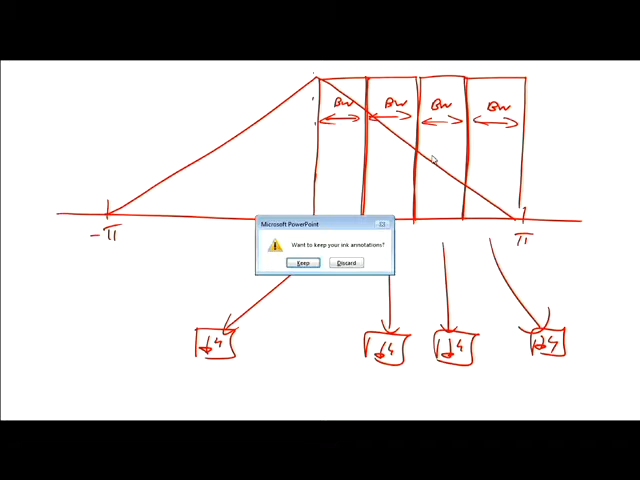 BW BW BW BW
-π
π
Microsoft PowerPoint
Want to keep your ink annotations?
Keep Discard
↓4 ↓4 ↓4 ↓4